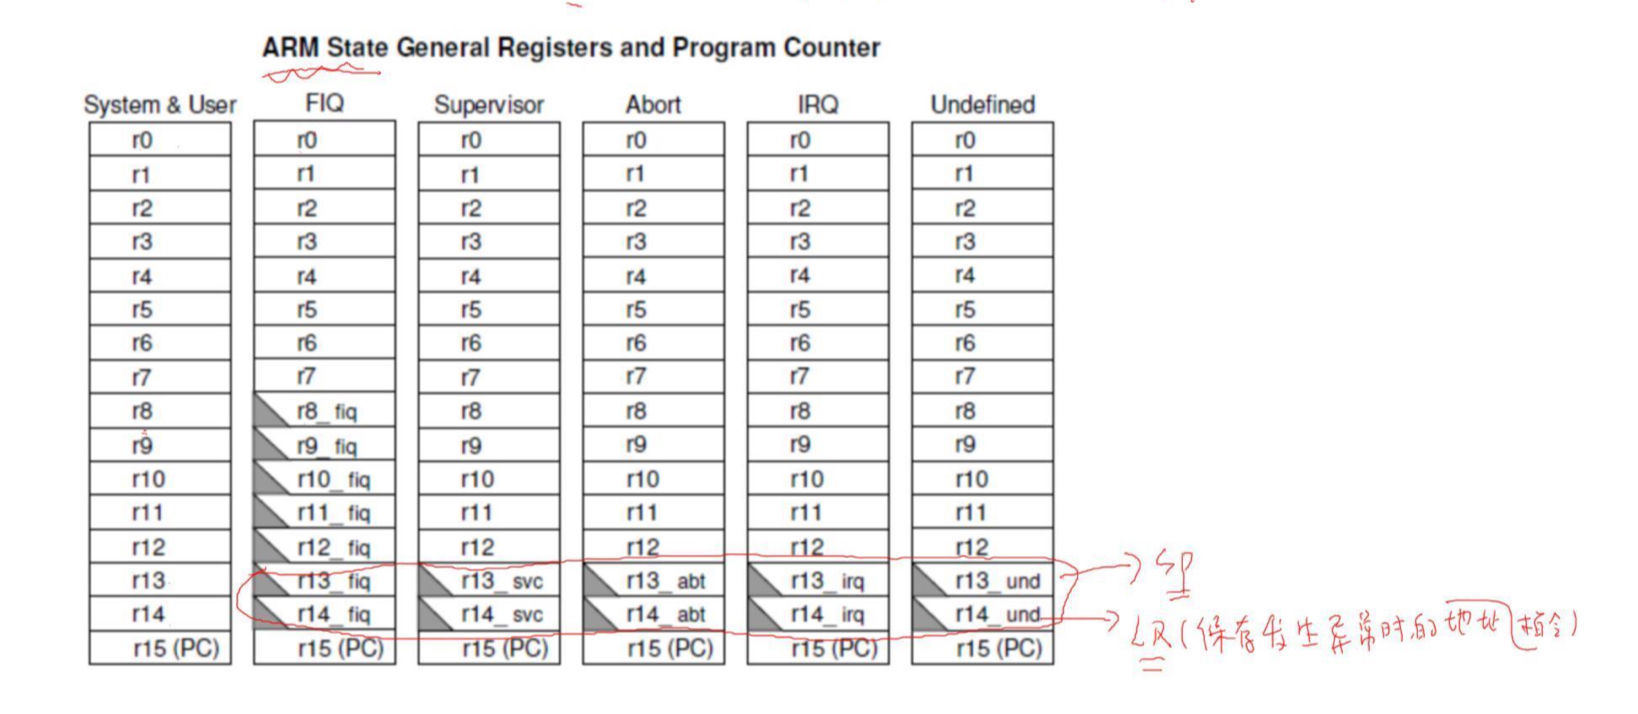 ARM State General Registers and Program Counter
System & User FIQ Supervisor Abort IRQ Undefined
r0 r0 r0 r0 r0 r0
r1 r1 r1 r1 r1 r1
r2 r2 r2 r2 r2 r2
r3 r3 r3 r3 r3 r3
r4 r4 r4 r4 r4 r4
r5 r5 r5 r5 r5 r5
r6 r6 r6 r6 r6 r6
r7 r7 r7 r7 r7 r7
r8 r8_fiq r8 r8 r8 r8
r9 r9_fiq r9 r9 r9 r9
r10 r10_fiq r10 r10 r10 r10
r11 r11_fiq r11 r11 r11 r11
r12 r12_fiq r12 r12 r12 r12
r13 r13_fiq r13_svc r13_abt r13_irq r13_und SP
r14 r14_fiq r14_svc r14_abt r14_irq r14_und LR(保存发生异常时的地址指令)
r15 (PC) r15 (PC) r15 (PC) r15 (PC) r15 (PC) r15 (PC)